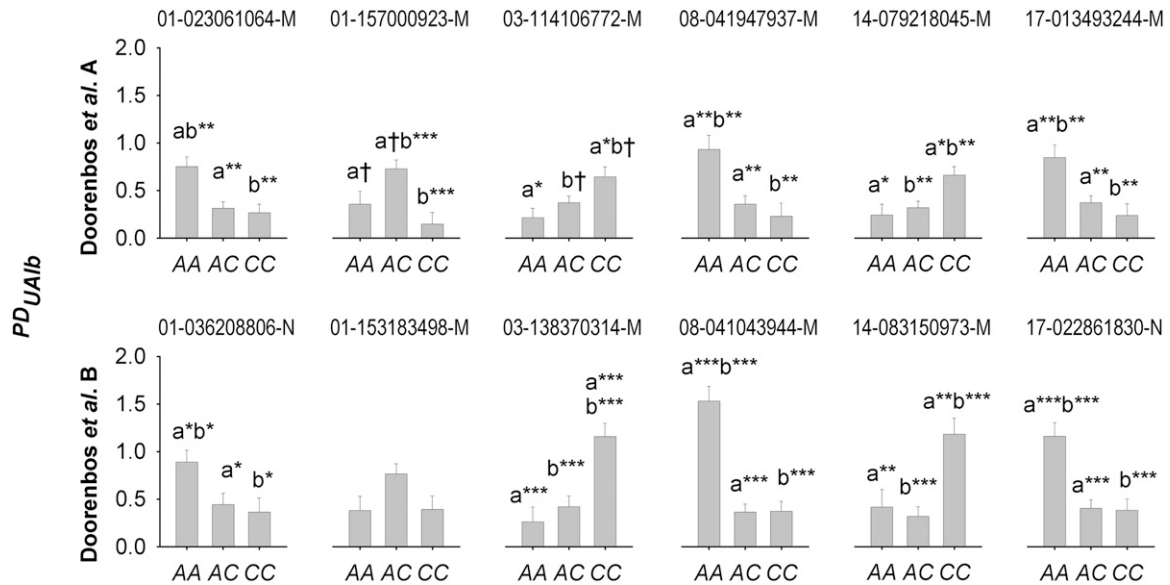 01-023061064-M 01-157000923-M 03-114106772-M 08-041947937-M 14-079218045-M 17-013493244-M
PD_UAlb
Doorenbos et al. A
2.0
1.5
1.0
0.5
0.0
ab** a** b**
a† a†b*** b***
a* b† a*b†
a**b** a** b**
a* b** a*b**
a**b** a** b**
AA AC CC AA AC CC AA AC CC AA AC CC AA AC CC AA AC CC
01-036208806-N 01-153183498-M 03-138370314-M 08-041043944-M 14-083150973-M 17-022861830-N
Doorenbos et al. B
2.0
1.5
1.0
0.5
0.0
a*b* a* b*
a*** b*** a***
b***
a***b*** a*** b***
a** b*** a**b***
a***b*** a*** b***
AA AC CC AA AC CC AA AC CC AA AC CC AA AC CC AA AC CC